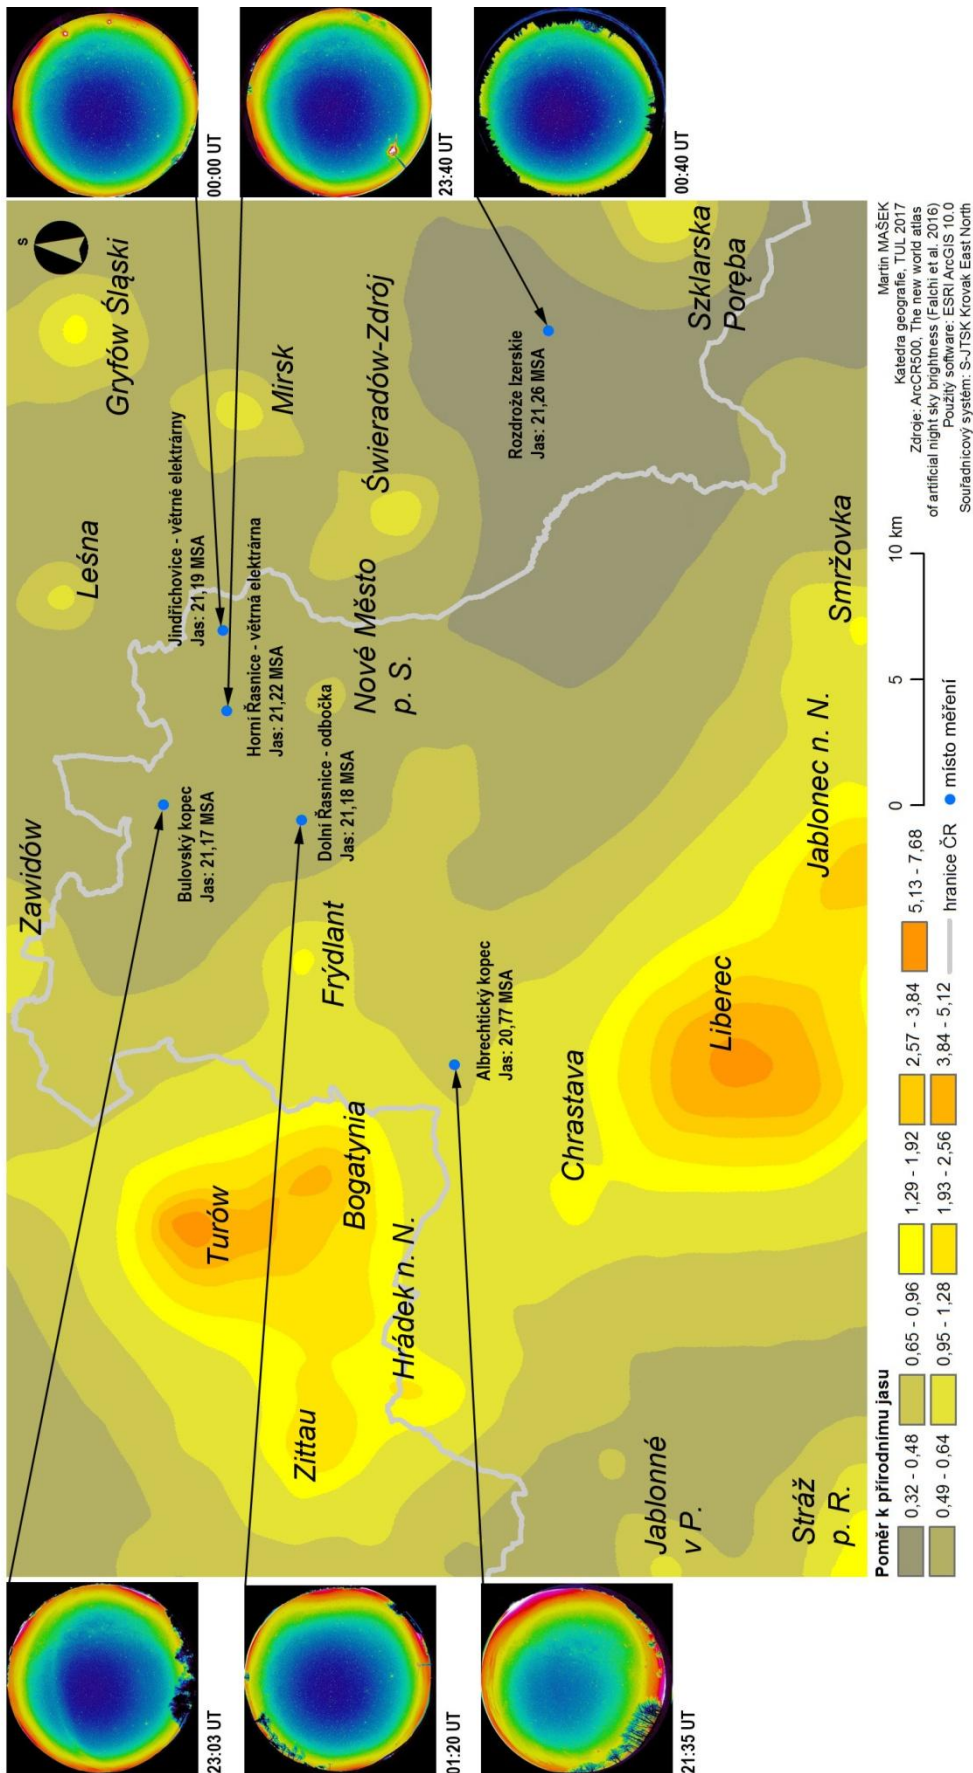 23:03 UT
01:20 UT
21:35 UT
00:00 UT
23:40 UT
00:40 UT
S
Zawidów
Leśna
Gryfów Śląski
Bulovský kopec
Jas: 21,17 MSA
Jindřichovice - větrné elektrárny
Jas: 21,19 MSA
Horní Řasnice - větrná elektrárna
Jas: 21,22 MSA
Mirsk
Turów
Dolní Řasnice - odbočka
Jas: 21,18 MSA
Zittau
Bogatynia
Frýdlant
Nové Město
p. S.
Świeradów-Zdrój
Hrádek n. N.
Albrechtický kopec
Jas: 20,77 MSA
Rozdroże Izerskie
Jas: 21,26 MSA
Chrastava
Jablonné
v P.
Liberec
Szklarska
Poręba
Stráž
p. R.
Jablonec n. N.
Smržovka
Poměr k přírodnímu jasu
0,32 - 0,48
0,65 - 0,96
1,29 - 1,92
2,57 - 3,84
5,13 - 7,68
0,49 - 0,64
0,95 - 1,28
1,93 - 2,56
3,84 - 5,12
hranice ČR
místo měření
0
5
10 km
Martin MAŠEK
Katedra geografie, TUL 2017
Zdroje: ArcCR500, The new world atlas
of artificial night sky brightness (Falchi et al. 2016)
Použitý software: ESRI ArcGIS 10.0
Souřadnicový systém: S-JTSK Krovak East North